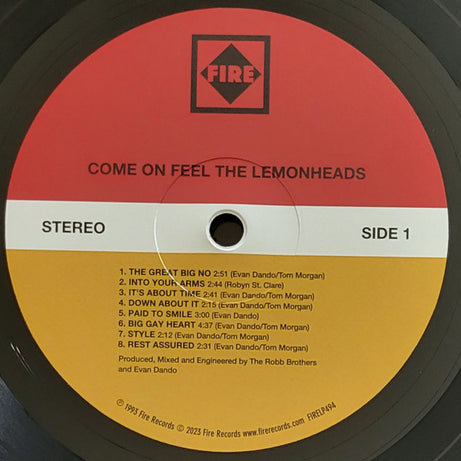 FIRE
COME ON FEEL THE LEMONHEADS
STEREO
SIDE 1
1. THE GREAT BIG NO 2:51 (Evan Dando/Tom Morgan)
2. INTO YOUR ARMS 2:44 (Robyn St. Clare)
3. IT'S ABOUT TIME 2:41 (Evan Dando/Tom Morgan)
4. DOWN ABOUT IT 2:15 (Evan Dando/Tom Morgan)
5. PAID TO SMILE 3:00 (Evan Dando)
6. BIG GAY HEART 4:37 (Evan Dando/Tom Morgan)
7. STYLE 2:12 (Evan Dando/Tom Morgan)
8. REST ASSURED 2:31 (Evan Dando/Tom Morgan)
Produced, Mixed and Engineered by The Robb Brothers
and Evan Dando
℗ 1993 Fire Records © 2023 Fire Records www.firerecords.com FIRELP494